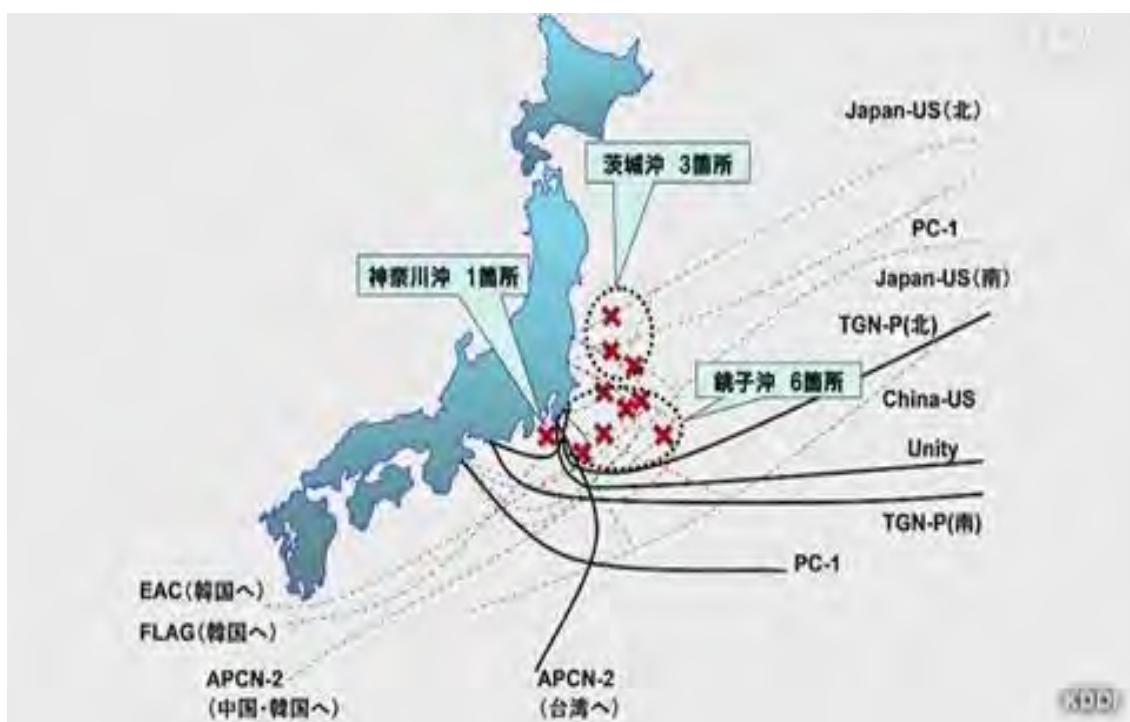 Japan-US(北)
茨城沖 3箇所
PC-1
神奈川沖 1箇所
Japan-US(南)
TGN-P(北)
銚子沖 6箇所
China-US
Unity
TGN-P(南)
PC-1
EAC(韓国へ)
FLAG(韓国へ)
APCN-2
(中国・韓国へ)
APCN-2
(台湾へ)
KDDI